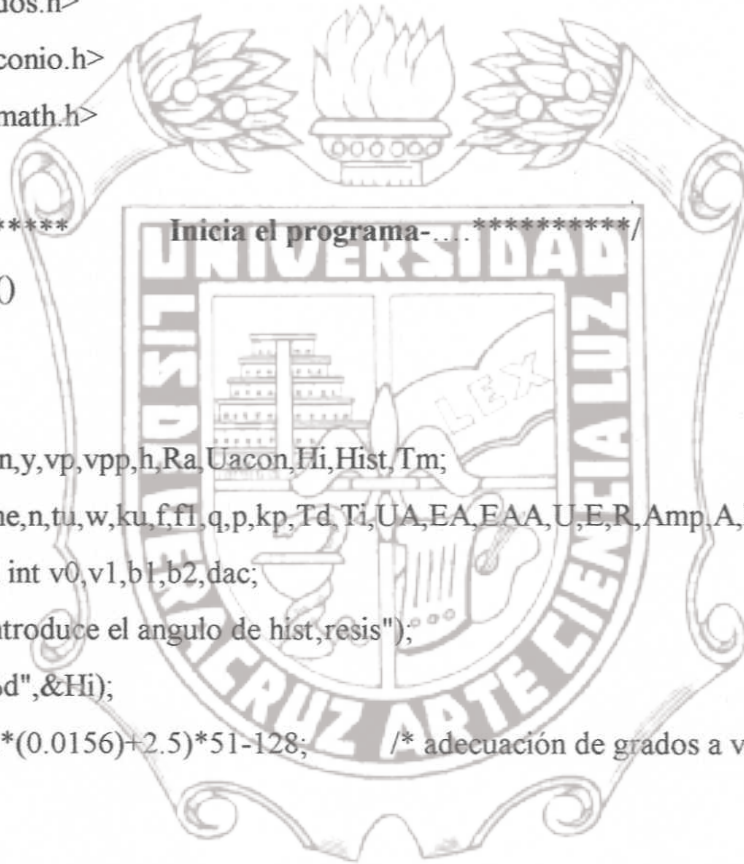 dos.h>
conio.h>
math.h>
***** Inicia el programa-....**********/
()
n,y,vp,vpp,h,Ra,Uacon,Hi,Hist,Tm;
ne,n,tu,w,ku,f,f1,q,p,kp,Td,Ti,UA,EA,EAA,U,E,R,Amp,A,
int v0,v1,b1,b2,dac;
ntroduce el angulo de hist,resis");
d",&Hi);
*(0.0156)+2.5)*51-128; /* adecuación de grados a v
UNIVERSIDAD
VERACRUZANA
LIS DE VERACRUZ ARTE CIENCIA LUZ
LEX